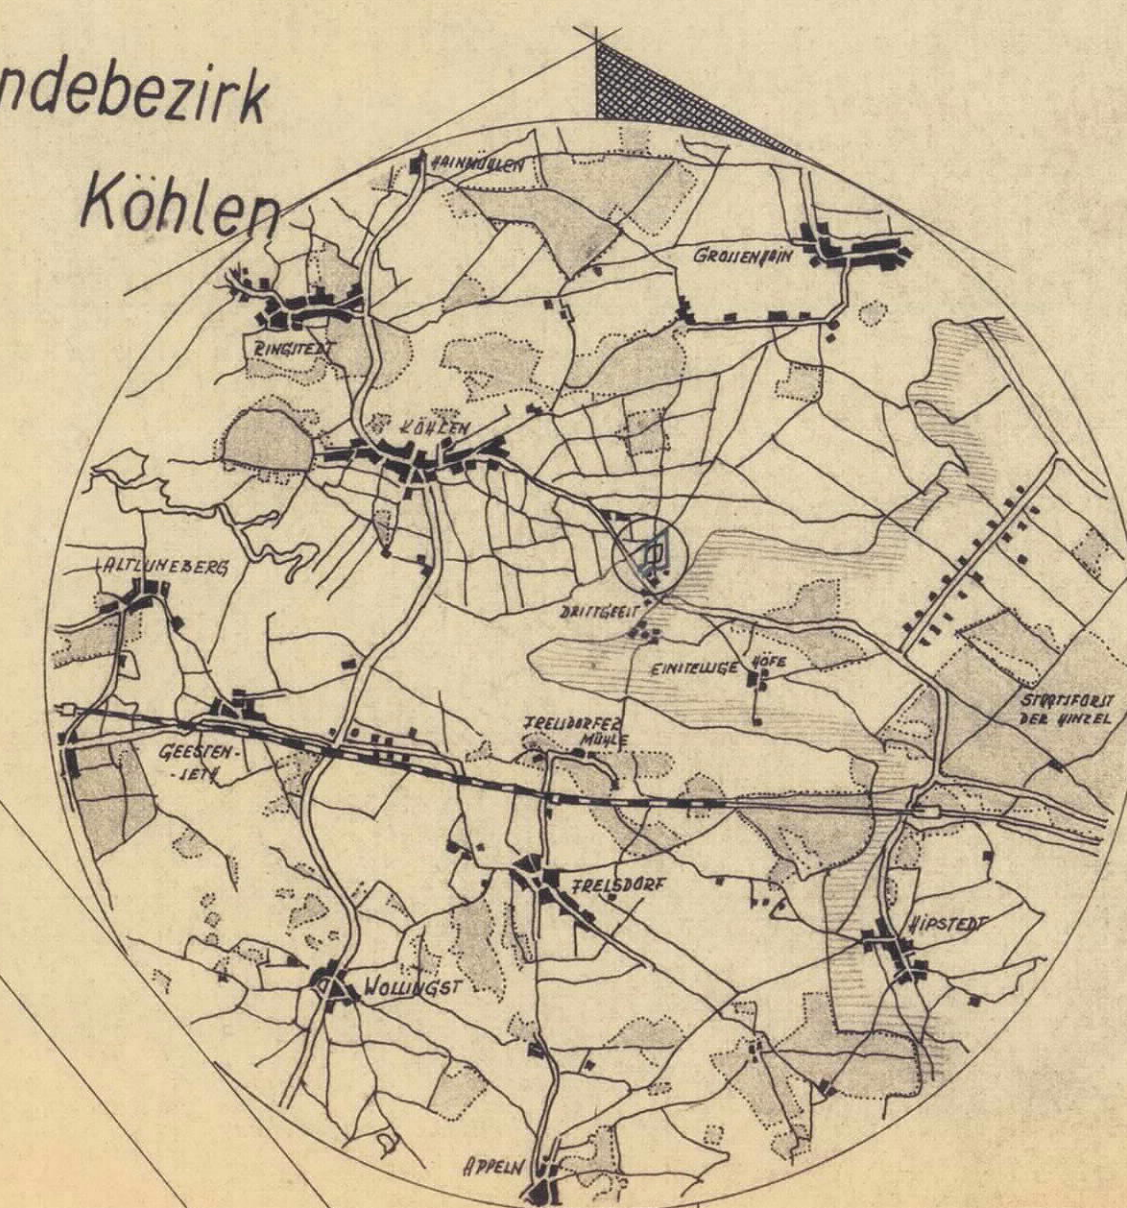 ndebezirk
Köhlen
HAINMÜHLEN
GROSSENHAIN
RINGSTEDT
KÖHLEN
ALTLUNEBERG
DRITTGEEST
EINSTELLIGE HÖFE
STAATSFORST
DER HINZEL
FRELSDORFER
MÜHLE
GEESTEN-
-SETH
FRELSDORF
HIPSTEDT
WOLLINGST
APPELN